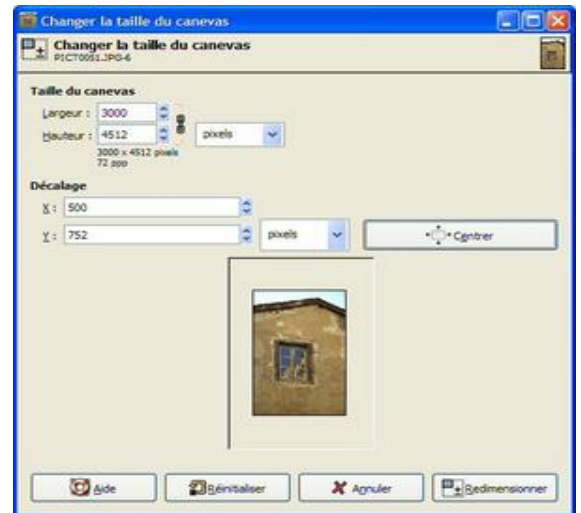 Changer la taille du canevas
Changer la taille du canevas
PICT0051.JPG-6
Taille du canevas
Largeur : 3000
Hauteur : 4512 pixels
3000 x 4512 pixels
72 ppp
Décalage
X : 500
Y : 752 pixels Centrer
Aide Réinitialiser Annuler Redimensionner